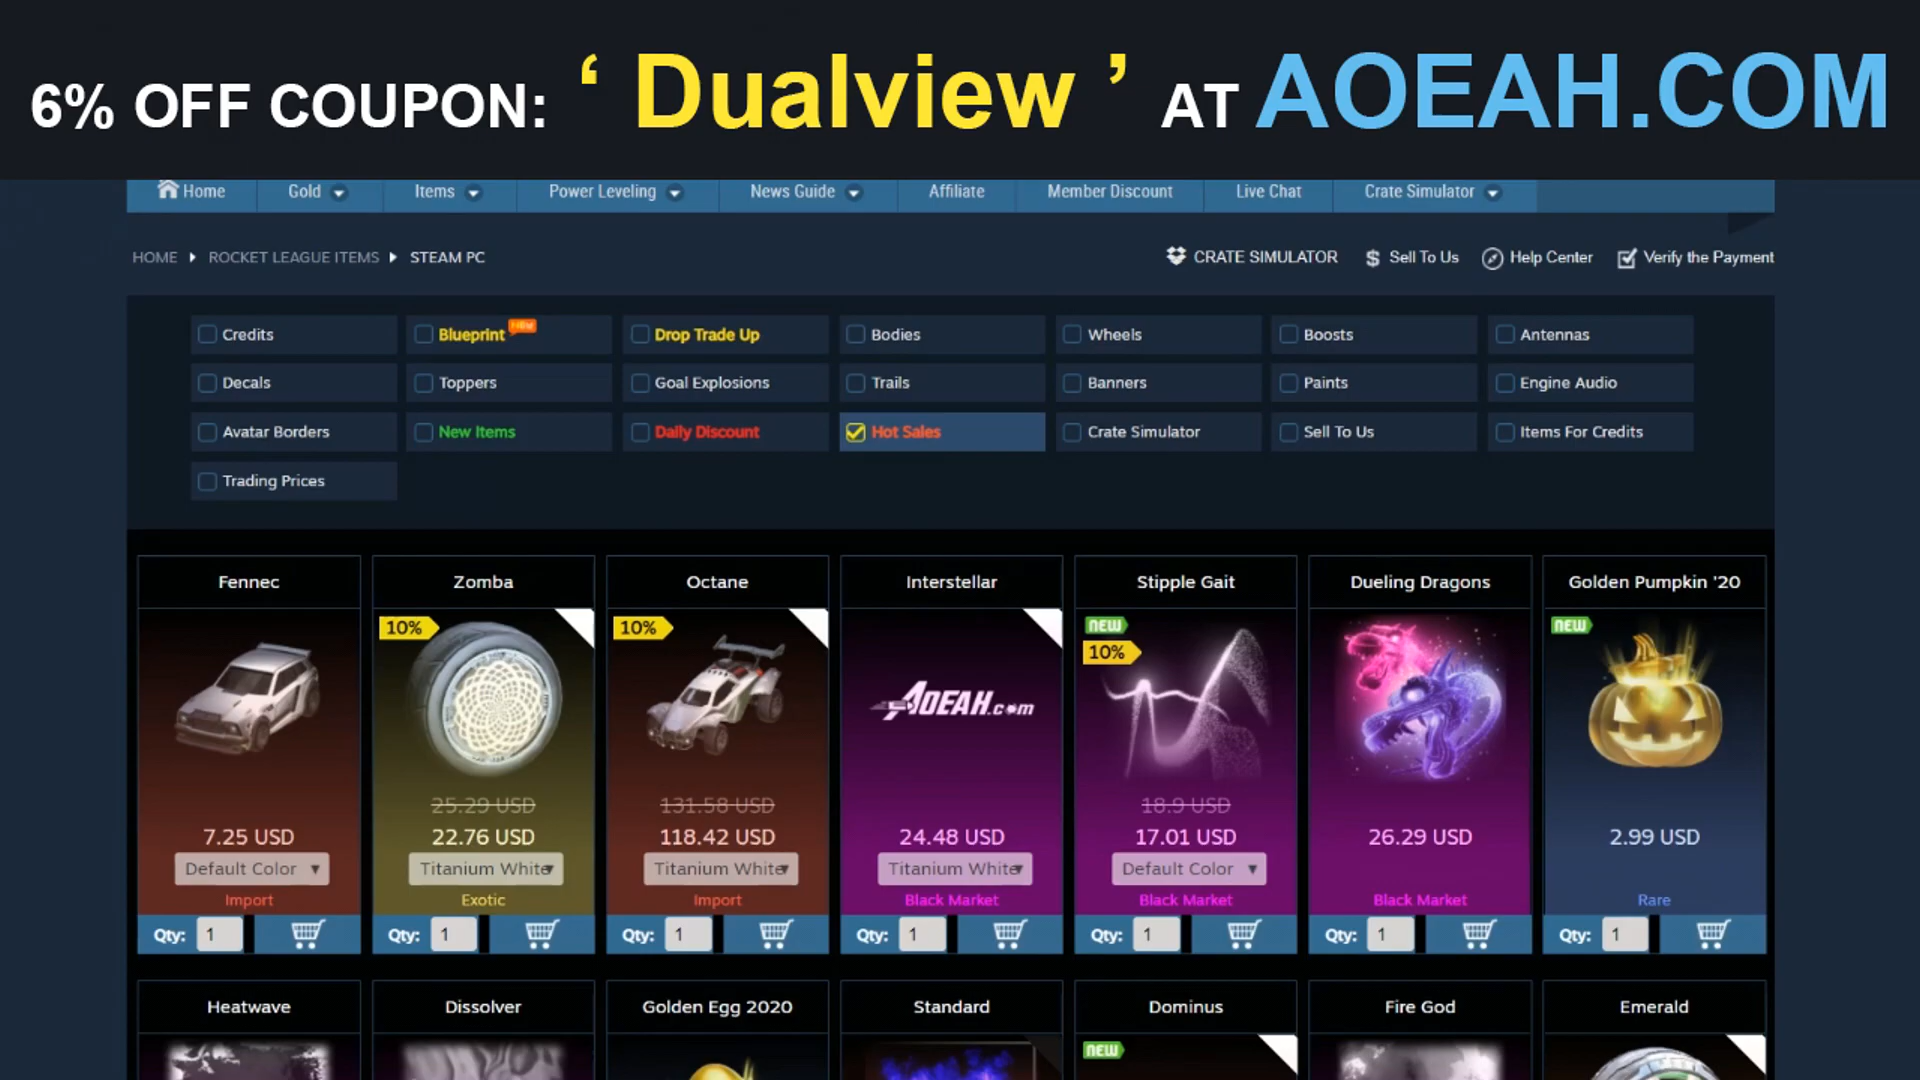 6% OFF COUPON: ‘ Dualview ’ AT AOEAH.COM
Home Gold Items Power Leveling News Guide Affiliate Member Discount Live Chat Crate Simulator
HOME ROCKET LEAGUE ITEMS STEAM PC CRATE SIMULATOR Sell To Us Help Center Verify the Payment
Credits Blueprint NEW Drop Trade Up Bodies Wheels Boosts Antennas
Decals Toppers Goal Explosions Trails Banners Paints Engine Audio
Avatar Borders New Items Daily Discount Hot Sales Crate Simulator Sell To Us Items For Credits
Trading Prices
Fennec Zomba Octane Interstellar Stipple Gait Dueling Dragons Golden Pumpkin '20
10% 10% NEW NEW
10%
AOEAH.com
25.29 USD 131.58 USD 18.9 USD
7.25 USD 22.76 USD 118.42 USD 24.48 USD 17.01 USD 26.29 USD 2.99 USD
Default Color Titanium White Titanium White Titanium White Default Color
Import Exotic Import Black Market Black Market Black Market Rare
Qty: 1 Qty: 1 Qty: 1 Qty: 1 Qty: 1 Qty: 1 Qty: 1
Heatwave Dissolver Golden Egg 2020 Standard Dominus Fire God Emerald
NEW